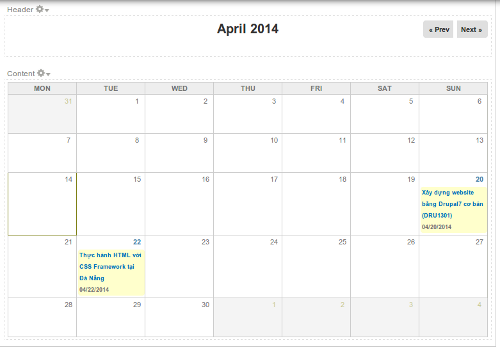 Header
April 2014
« Prev Next »
Content
MON TUE WED THU FRI SAT SUN
31 1 2 3 4 5 6
7 8 9 10 11 12 13
14 15 16 17 18 19 20
Xây dựng website
bằng Drupal7 cơ bản
(DRU1301)
04/20/2014
21 22 23 24 25 26 27
Thực hành HTML với
CSS Framework tại
Đà Nẵng
04/22/2014
28 29 30 1 2 3 4